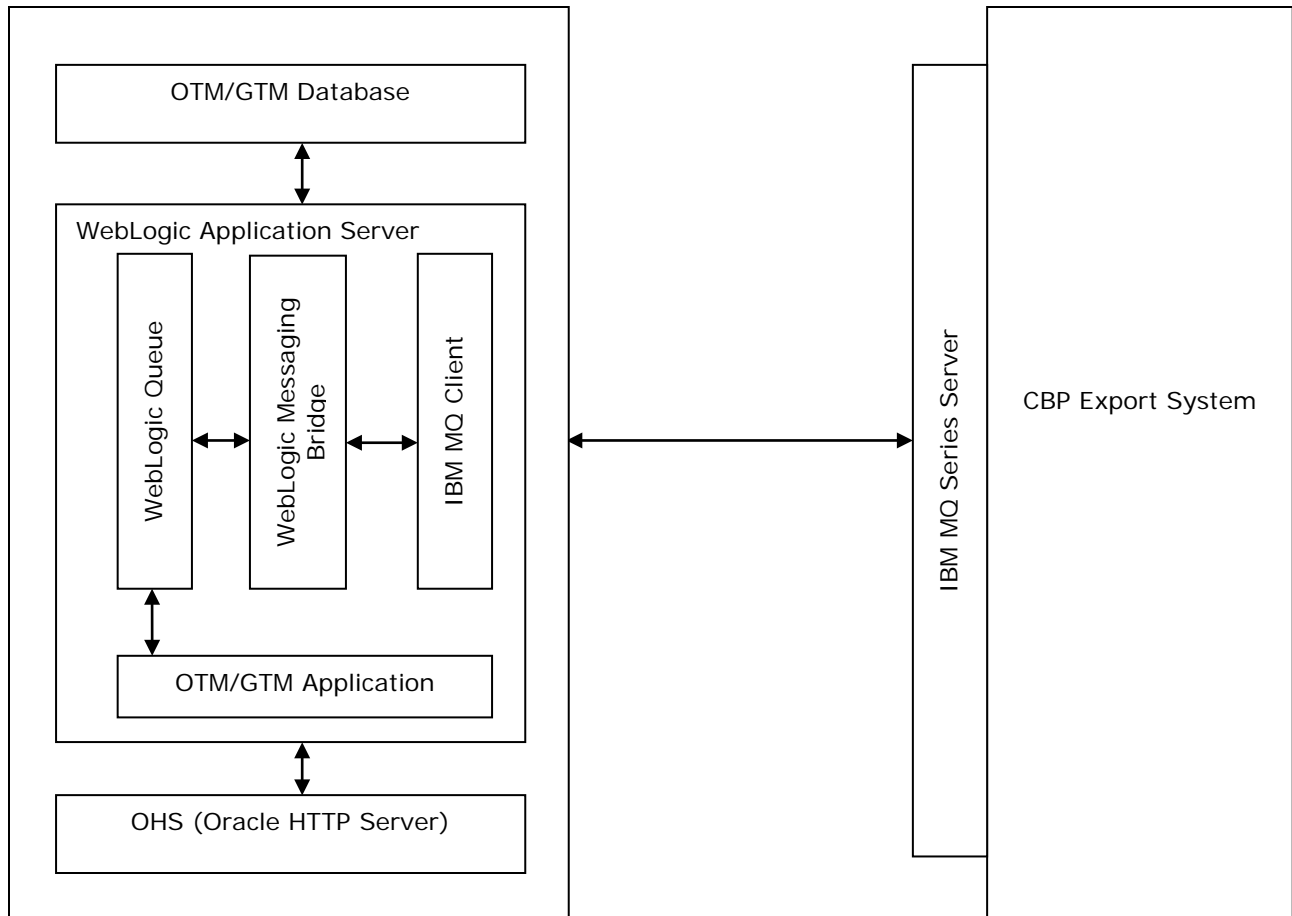 OTM/GTM Database
WebLogic Application Server
WebLogic Queue
WebLogic Messaging
Bridge
IBM MQ Client
OTM/GTM Application
OHS (Oracle HTTP Server)
IBM MQ Series Server
CBP Export System